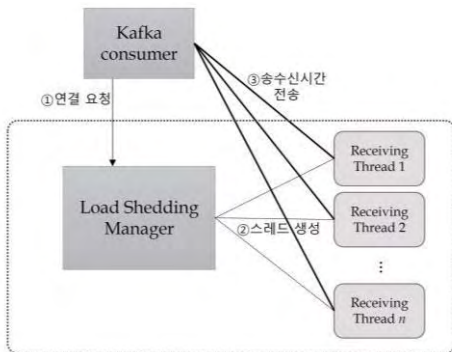 Kafka
consumer
①연결 요청
③송수신시간
전송
Load Shedding
Manager
②스레드 생성
Receiving
Thread 1
Receiving
Thread 2
⋮
Receiving
Thread n